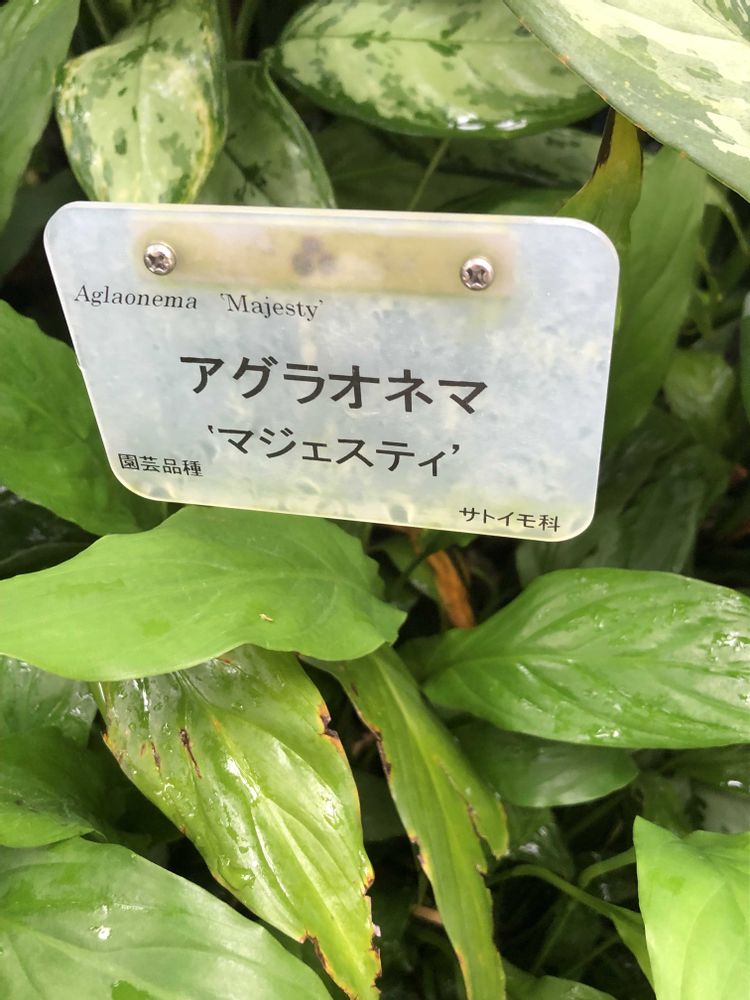 Aglaonema 'Majesty'
アグラオネマ
'マジェスティ'
園芸品種
サトイモ科